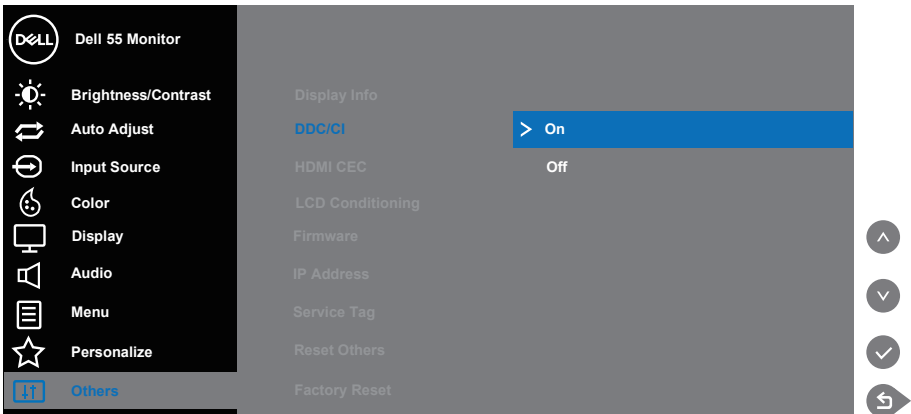 DELL Dell 55 Monitor
Brightness/Contrast Display Info
Auto Adjust DDC/CI > On
Input Source HDMI CEC Off
Color LCD Conditioning
Display Firmware
Audio IP Address
Menu Service Tag
Personalize Reset Others
Others Factory Reset